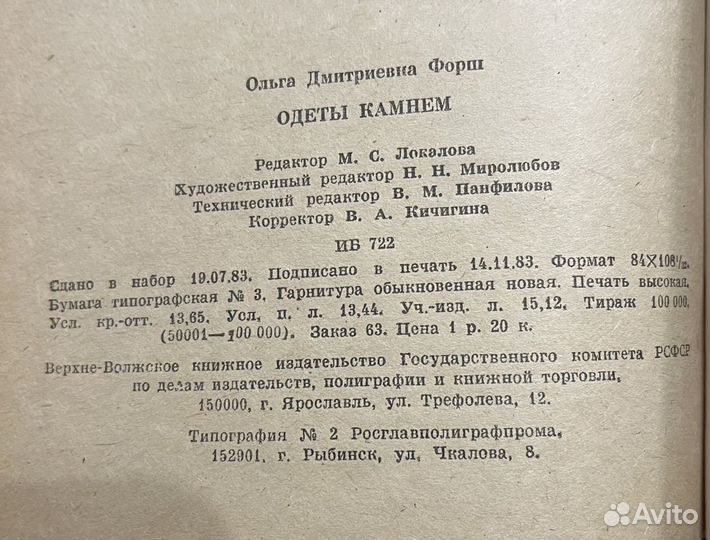 Ольга Дмитриевна Форш
ОДЕТЫ КАМНЕМ
Редактор М. С. Локалова
Художественный редактор Н. Н. Миролюбов
Технический редактор В. М. Панфилова
Корректор В. А. Кичигина
ИБ 722
Сдано в набор 19.07.83. Подписано в печать 14.11.83. Формат 84×108¹/₃₂.
Бумага типографская № 3. Гарнитура обыкновенная новая. Печать высокая.
Усл. кр.-отт. 13,65. Усл. п. л. 13,44. Уч.-изд. л. 15,12. Тираж 100 000.
(50001—100 000). Заказ 63. Цена 1 р. 20 к.
Верхне-Волжское книжное издательство Государственного комитета РСФСР
по делам издательств, полиграфии и книжной торговли,
150000, г. Ярославль, ул. Трефолева, 12.
Типография № 2 Росглавполиграфпрома,
152901, г. Рыбинск, ул. Чкалова, 8.
Avito